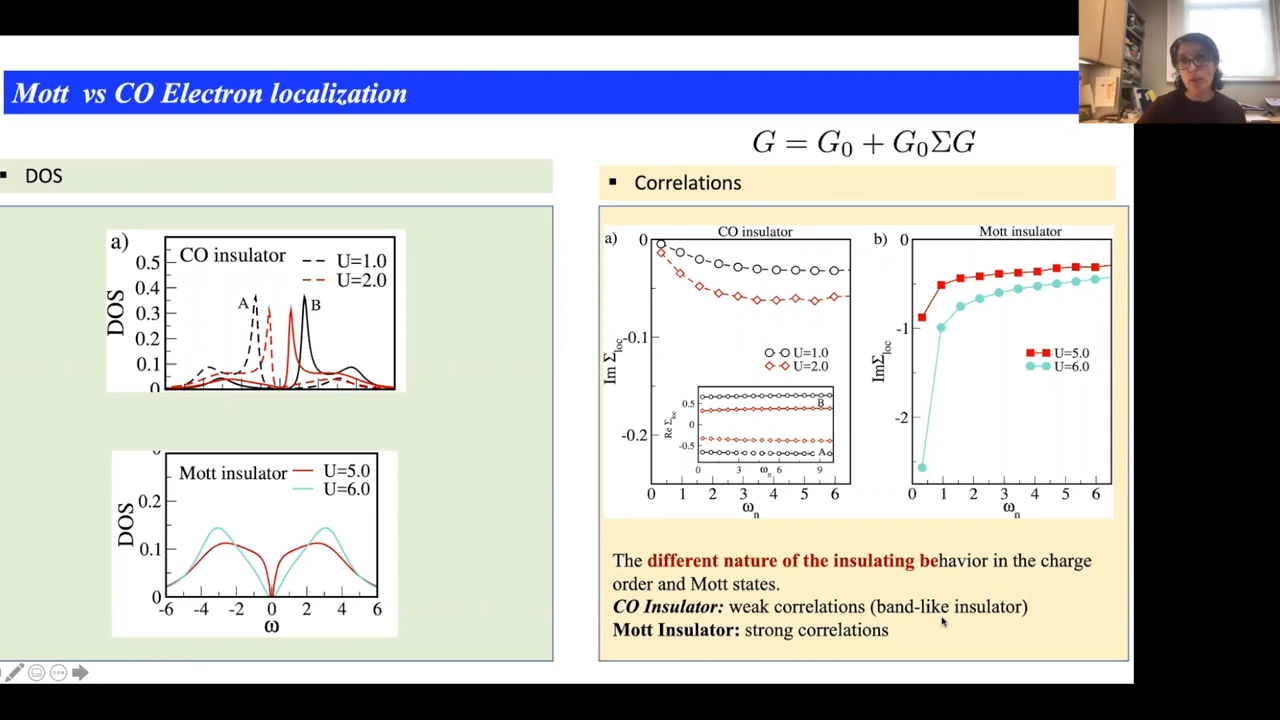 Mott vs CO Electron localization
G = G₀ + G₀ΣG
▪ DOS
▪ Correlations
a)
CO insulator
U=1.0
U=2.0
A
B
DOS
0.5
0.4
0.3
0.2
0.1
0
Mott insulator
U=5.0
U=6.0
DOS
0
0.2
0.1
0
-6 -4 -2 0 2 4 6
ω
a)
CO insulator
0
-0.1
-0.2
Im Σloc
U=1.0
U=2.0
Re Σloc
0.5
0
-0.5
B
A
0 3 6 9
ωn
0 1 2 3 4 5 6
ωn
b)
Mott insulator
0
-1
-2
ImΣloc
U=5.0
U=6.0
0 1 2 3 4 5 6
ωn
The different nature of the insulating behavior in the charge
order and Mott states.
CO Insulator: weak correlations (band-like insulator)
Mott Insulator: strong correlations